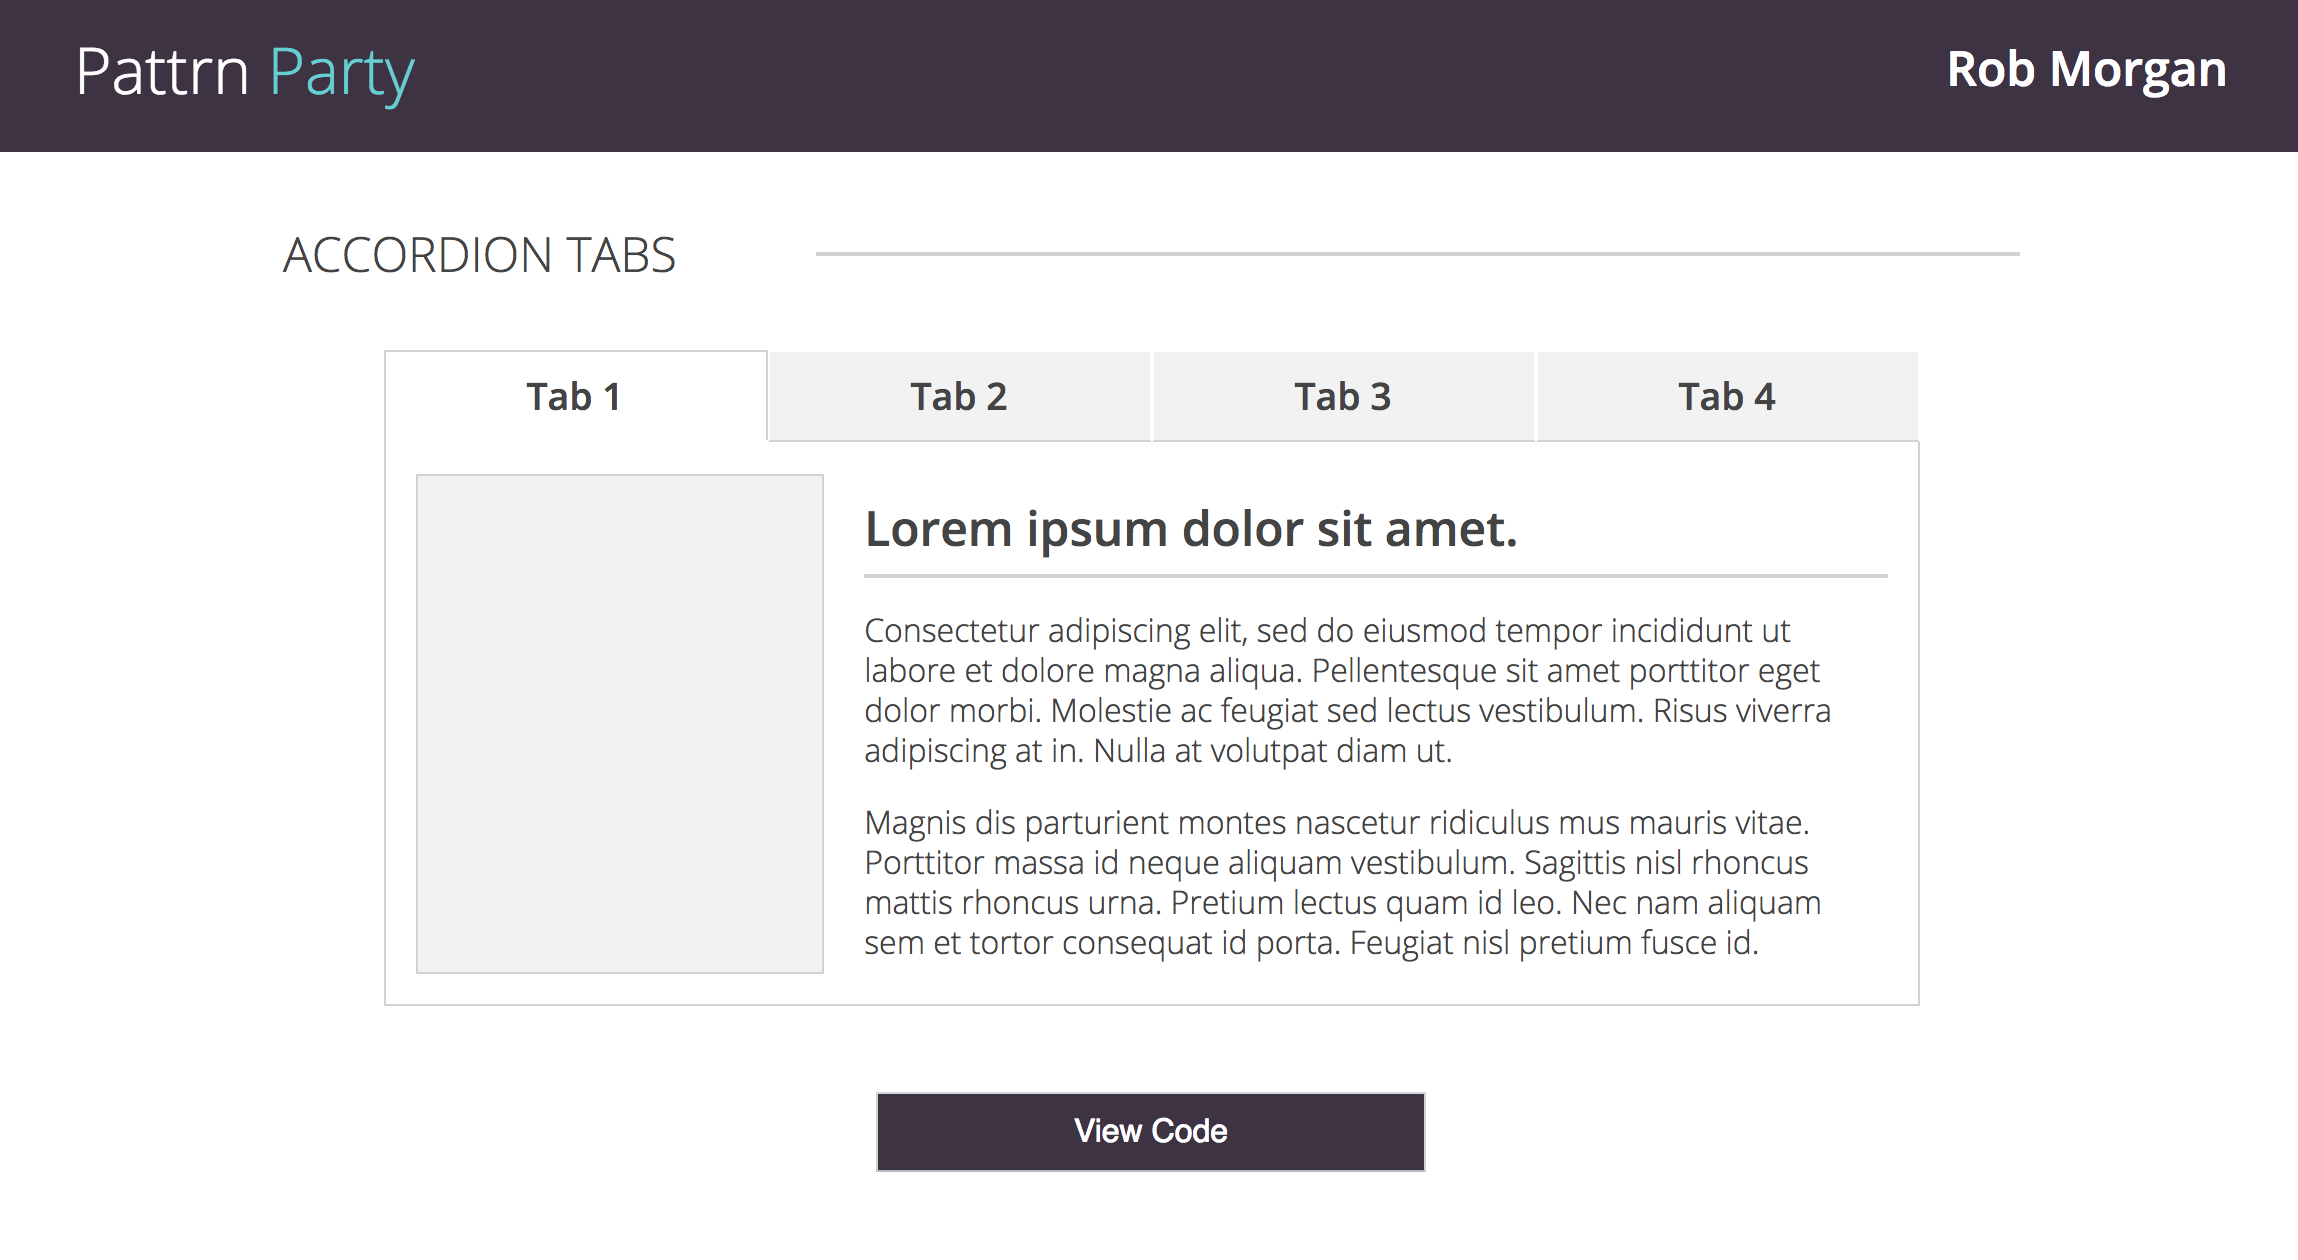 Pattrn Party
Rob Morgan
ACCORDION TABS
Tab 1
Tab 2
Tab 3
Tab 4
Lorem ipsum dolor sit amet.
Consectetur adipiscing elit, sed do eiusmod tempor incididunt ut
labore et dolore magna aliqua. Pellentesque sit amet porttitor eget
dolor morbi. Molestie ac feugiat sed lectus vestibulum. Risus viverra
adipiscing at in. Nulla at volutpat diam ut.
Magnis dis parturient montes nascetur ridiculus mus mauris vitae.
Porttitor massa id neque aliquam vestibulum. Sagittis nisl rhoncus
mattis rhoncus urna. Pretium lectus quam id leo. Nec nam aliquam
sem et tortor consequat id porta. Feugiat nisl pretium fusce id.
View Code